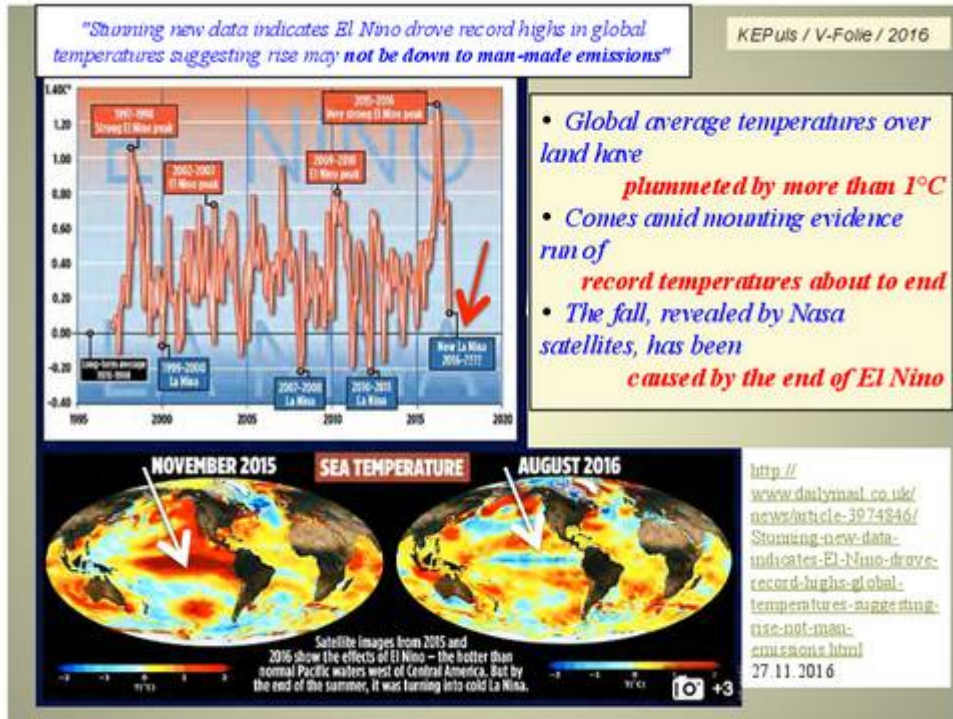 "Stunning new data indicates El Nino drove record highs in global
temperatures suggesting rise may not be down to man-made emissions"
KEPuls / V-Folie / 2016
EL NINO
LA NINA
1.40C°
1.20
1.00
0.80
0.60
0.40
0.20
0.00
-0.20
-0.40
1995
2000
2005
2010
2015
2020
1997-1998
Strong El Nino peak
2002-2003
El Nino peak
2009-2010
El Nino peak
2015-2016
Very strong El Nino peak
Long-term average
1999-2000
La Nina
2007-2008
La Nina
2010-2011
La Nina
New La Nina
2016-????
• Global average temperatures over
land have
plummeted by more than 1°C
• Comes amid mounting evidence
run of
record temperatures about to end
• The fall, revealed by Nasa
satellites, has been
caused by the end of El Nino
NOVEMBER 2015
SEA TEMPERATURE
AUGUST 2016
Satellite images from 2015 and
2016 show the effects of El Nino – the hotter than
normal Pacific waters west of Central America. But by
the end of the summer, it was turning into cold La Nina.
T(°C)
T(°C)
+3
http://
www.dailymail.co.uk/
news/article-3974846/
Stunning-new-data-
indicates-El-Nino-drove-
record-highs-global-
temperatures-suggesting-
rise-not-man-
emissions.html
27.11.2016